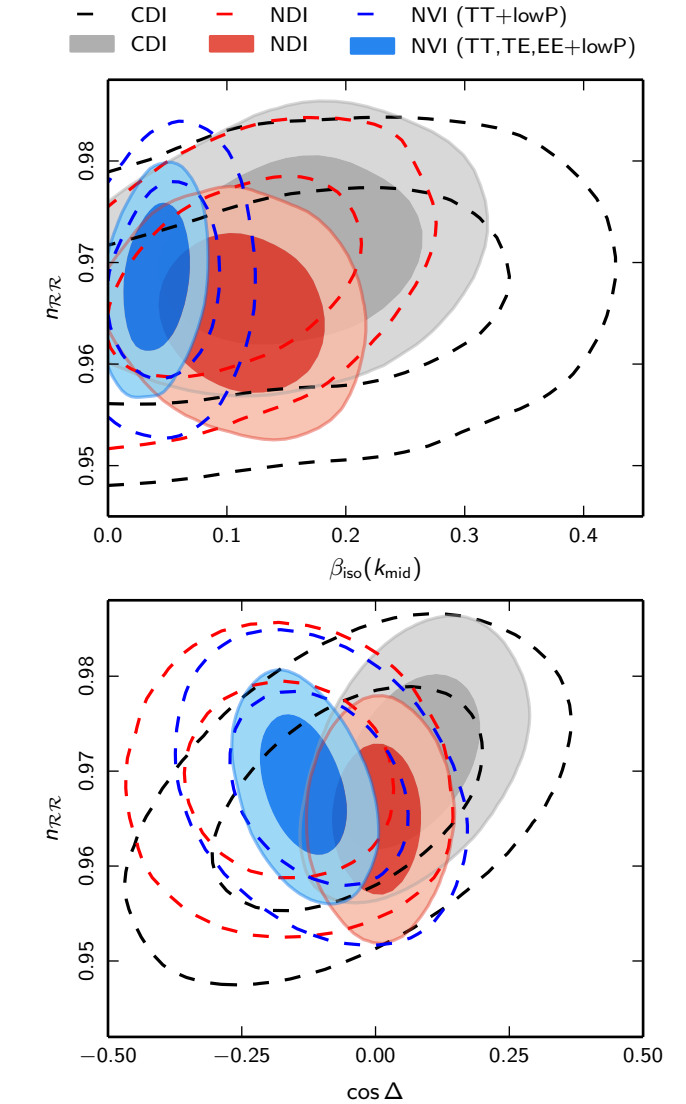 CDI NDI NVI (TT+lowP)
CDI NDI NVI (TT,TE,EE+lowP)
0.98
0.97
0.96
0.95
n_ℛℛ
0.0 0.1 0.2 0.3 0.4
β_iso(k_mid)
0.98
0.97
0.96
0.95
n_ℛℛ
−0.50 −0.25 0.00 0.25 0.50
cos Δ